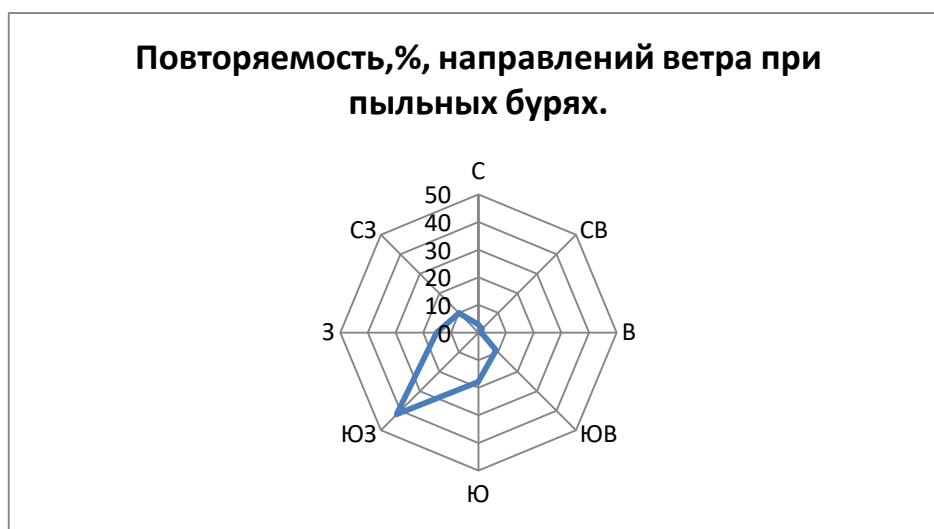 Повторяемость,%, направлений ветра при
пыльных бурях.
С
50
СЗ
40
СВ
30
20
10
З
0
В
ЮЗ
ЮВ
Ю